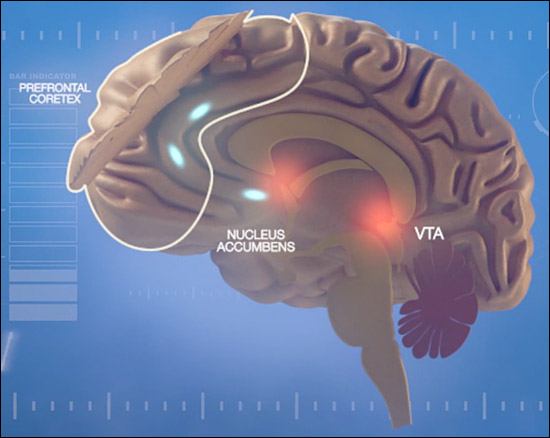 BAR INDICATOR
PREFRONTAL
CORETEX
NUCLEUS
ACCUMBENS
VTA